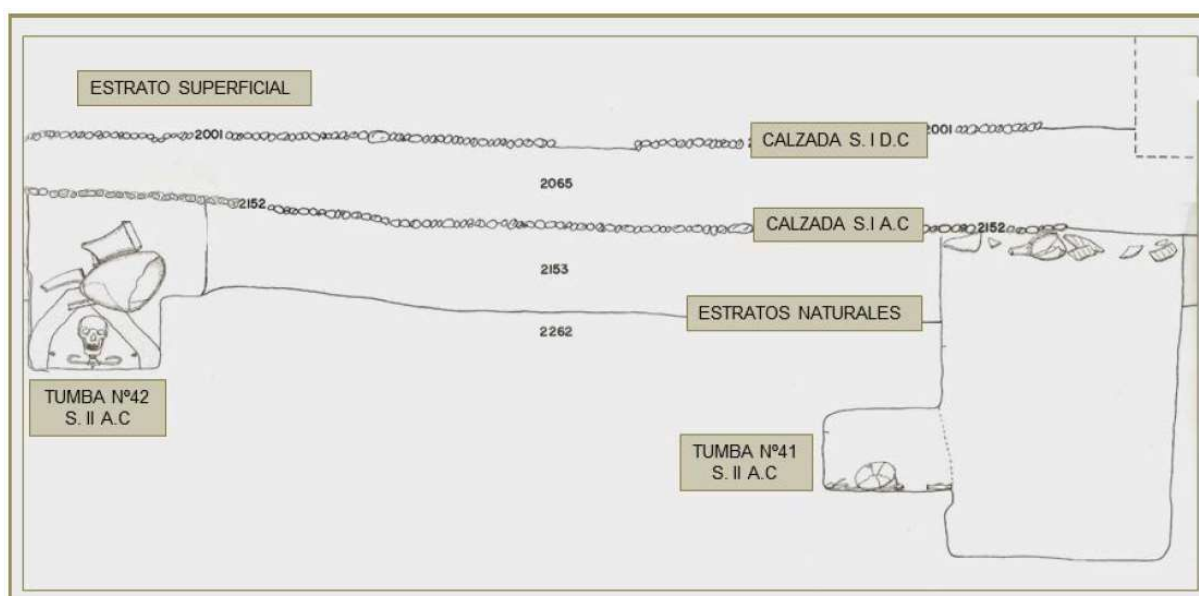 ESTRATO SUPERFICIAL
2001
CALZADA S. I D.C
2001
2065
2152
CALZADA S.I A.C
2152
2153
ESTRATOS NATURALES
2262
TUMBA Nº42
S. II A.C
TUMBA Nº41
S. II A.C